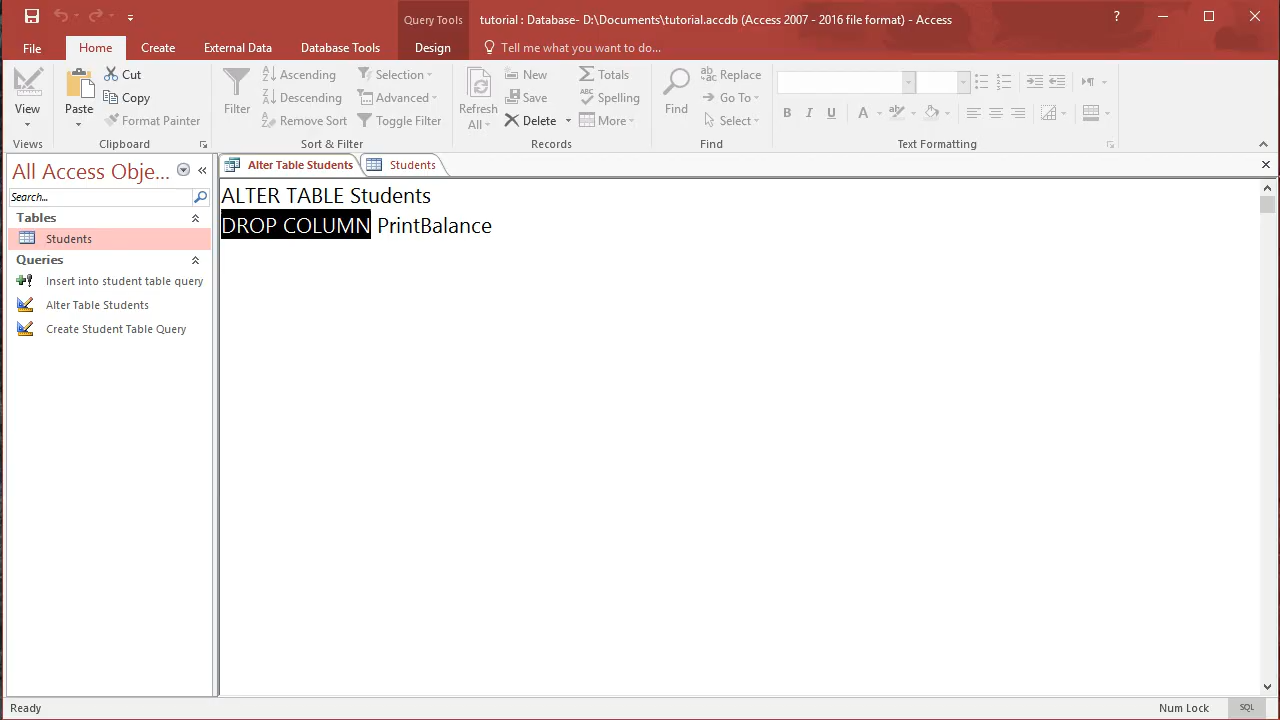 Query Tools
tutorial : Database- D:\Documents\tutorial.accdb (Access 2007 - 2016 file format) - Access
?
File
Home
Create
External Data
Database Tools
Design
Tell me what you want to do...
View
Views
Paste
Cut
Copy
Format Painter
Clipboard
Filter
Ascending
Descending
Remove Sort
Selection
Advanced
Toggle Filter
Sort & Filter
Refresh
All
New
Save
Delete
Totals
Spelling
More
Records
Find
Replace
Go To
Select
Find
B I U A
Text Formatting
All Access Obje...
Search...
Tables
Students
Queries
Insert into student table query
Alter Table Students
Create Student Table Query
Alter Table Students
Students
ALTER TABLE Students
DROP COLUMN PrintBalance
Ready
Num Lock
SQL